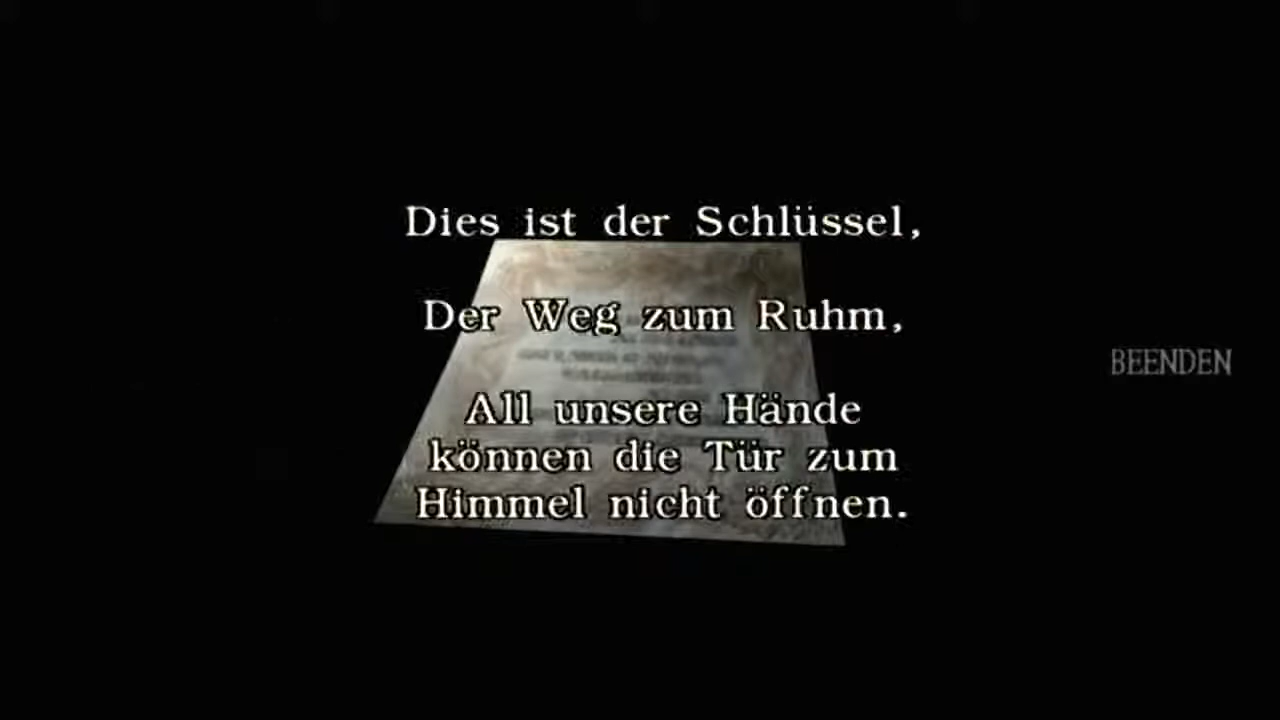 Dies ist der Schlüssel,
Der Weg zum Ruhm,
All unsere Hände
können die Tür zum
Himmel nicht öffnen.
BEENDEN